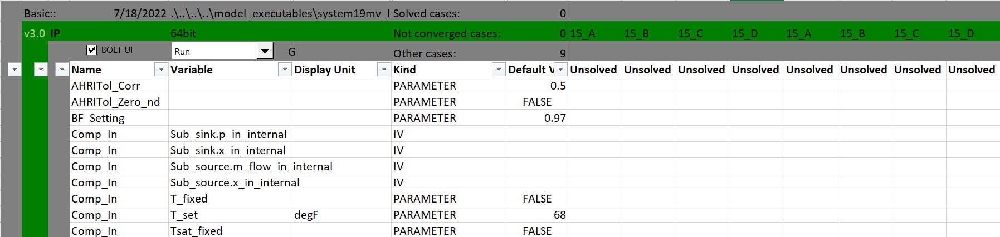 Basic:: 7/18/2022 .\..\..\..\model_executables\system19mv_l Solved cases: 0
v3.0 IP 64bit Not converged cases: 0 15_A 15_B 15_C 15_D 15_A 15_B 15_C 15_D
BOLT UI Run G Other cases: 9
Name Variable Display Unit Kind Default V Unsolved Unsolved Unsolved Unsolved Unsolved Unsolved Unsolved Unsolved
AHRITol_Corr PARAMETER 0.5
AHRITol_Zero_nd PARAMETER FALSE
BF_Setting PARAMETER 0.97
Comp_In Sub_sink.p_in_internal IV
Comp_In Sub_sink.x_in_internal IV
Comp_In Sub_source.m_flow_in_internal IV
Comp_In Sub_source.x_in_internal IV
Comp_In T_fixed PARAMETER FALSE
Comp_In T_set degF PARAMETER 68
Comp_In Tsat_fixed PARAMETER FALSE